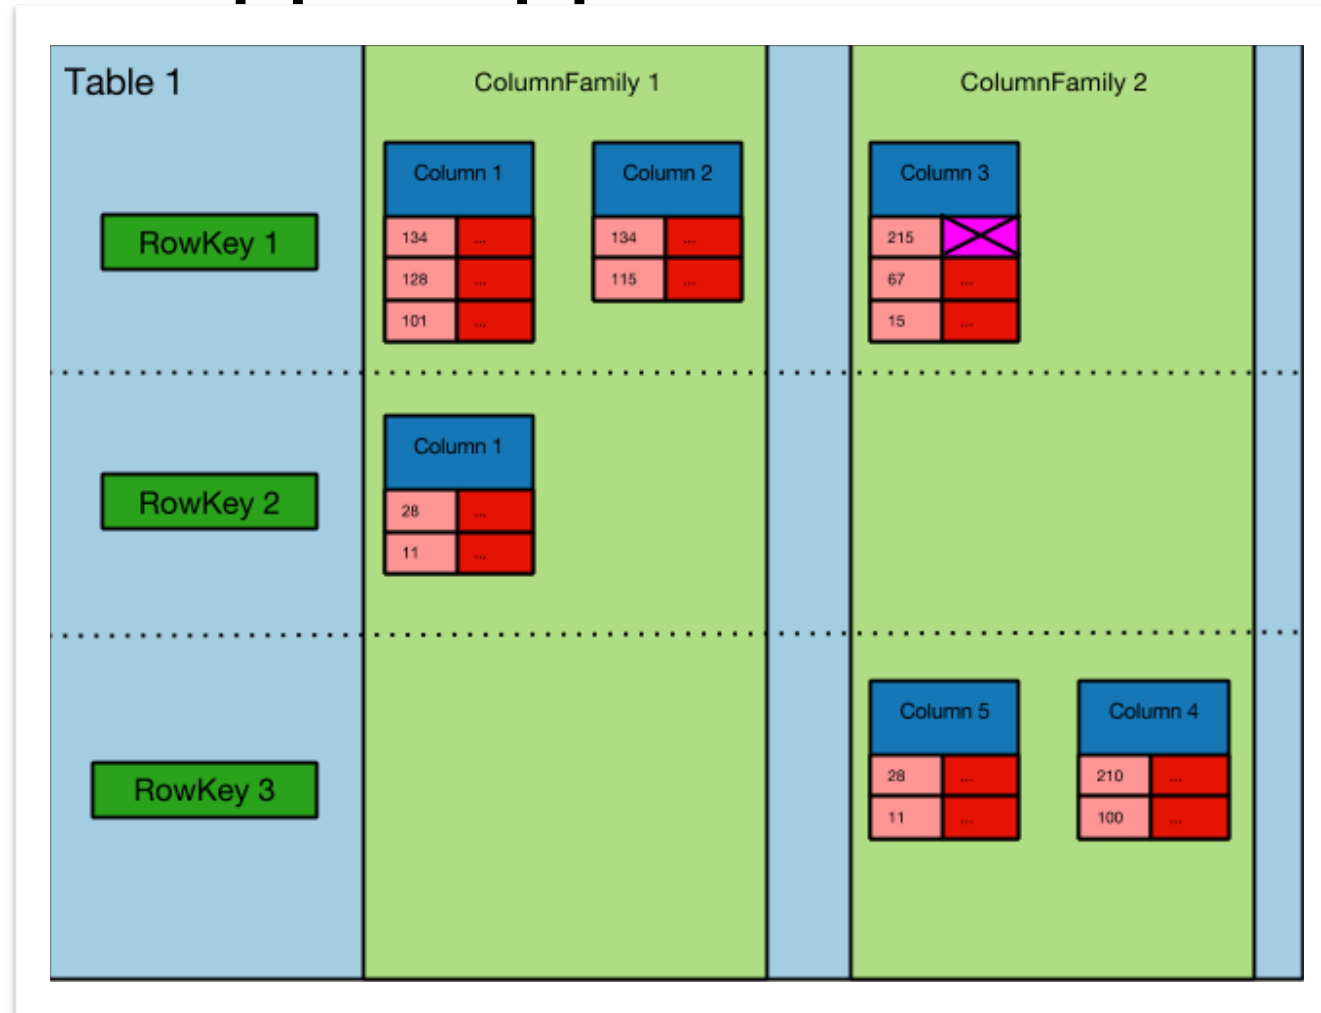 Table 1
ColumnFamily 1
ColumnFamily 2
RowKey 1
Column 1
134 ...
128 ...
101 ...
Column 2
134 ...
115 ...
Column 3
215
67 ...
15 ...
RowKey 2
Column 1
28 ...
11 ...
RowKey 3
Column 5
28 ...
11 ...
Column 4
210 ...
100 ...